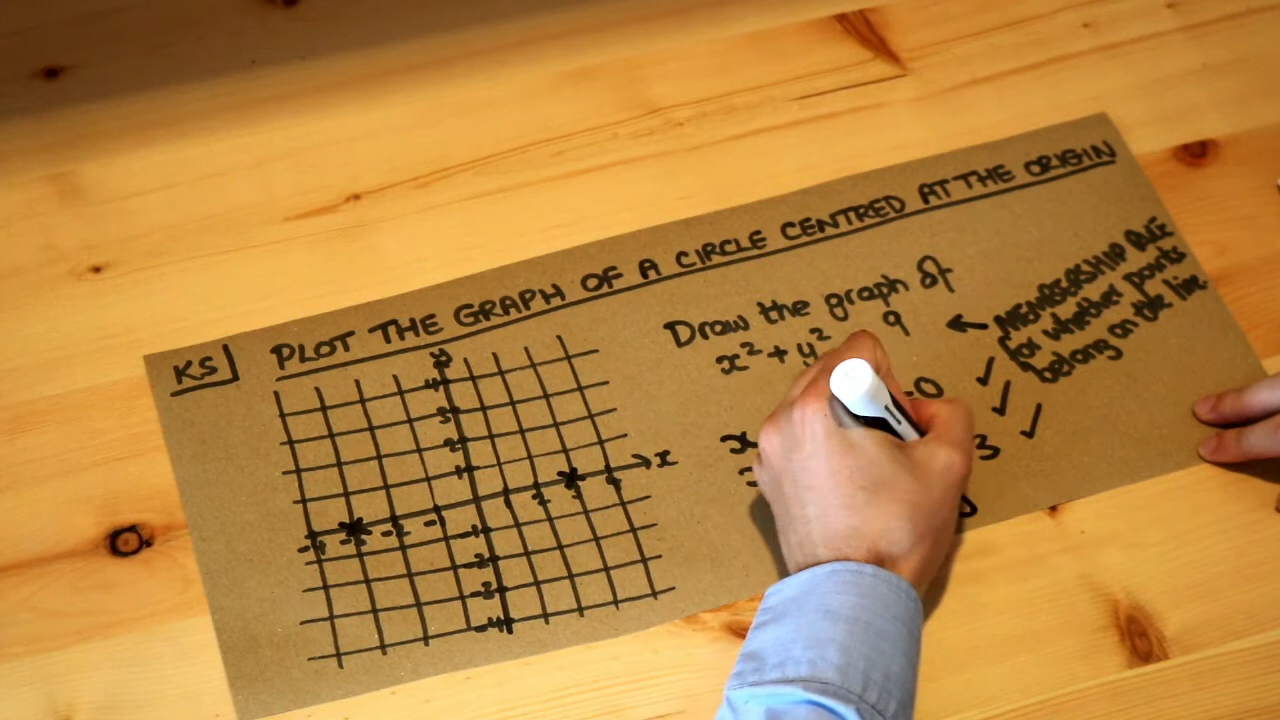 KS PLOT THE GRAPH OF A CIRCLE CENTRED AT THE ORIGIN
Draw the graph of
x² + y² 9
← MEMBERSHIP RULE
for whether points
belong on the line.
✓
✓
✓
0
x
3
y
4
3
2
1
x
-4 -3 -2 -1 2 3 4
-1
-2
-3
-4